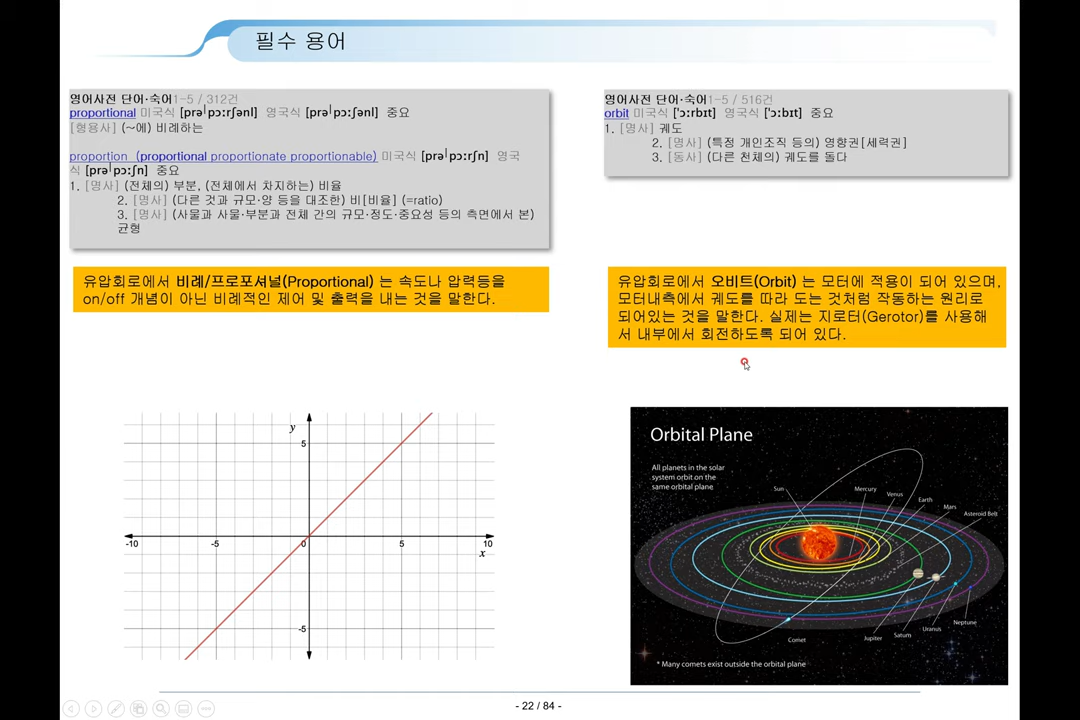 필수 용어
영어사전 단어·숙어1-5 / 312건
proportional 미국식 [prəˈpɔːrʃənl] 영국식 [prəˈpɔːʃənl] 중요
[형용사] (~에) 비례하는
proportion (proportional proportionate proportionable) 미국식 [prəˈpɔːrʃn] 영국
식 [prəˈpɔːʃn] 중요
1. [명사] (전체의) 부분, (전체에서 차지하는) 비율
2. [명사] (다른 것과 규모·양 등을 대조한) 비[비율] (=ratio)
3. [명사] (사물과 사물·부분과 전체 간의 규모·정도·중요성 등의 측면에서 본)
균형
유압회로에서 비례/프로포셔널(Proportional) 는 속도나 압력등을
on/off 개념이 아닌 비례적인 제어 및 출력을 내는 것을 말한다.
y
5
-10 -5 0 5 10
x
-5
영어사전 단어·숙어1-5 / 516건
orbit 미국식 ['ɔːrbɪt] 영국식 ['ɔːbɪt] 중요
1. [명사] 궤도
2. [명사] (특정 개인조직 등의) 영향권[세력권]
3. [동사] (다른 천체의) 궤도를 돌다
유압회로에서 오비트(Orbit) 는 모터에 적용이 되어 있으며,
모터내측에서 궤도를 따라 도는 것처럼 작동하는 원리로
되어있는 것을 말한다. 실제는 지로터(Gerotor)를 사용해
서 내부에서 회전하도록 되어 있다.
Orbital Plane
All planets in the solar
system orbit on the
same orbital plane
Sun
Mercury
Venus
Earth
Mars
Asteroid Belt
Comet
Jupiter
Saturn
Uranus
Neptune
* Many comets exist outside the orbital plane
- 22 / 84 -